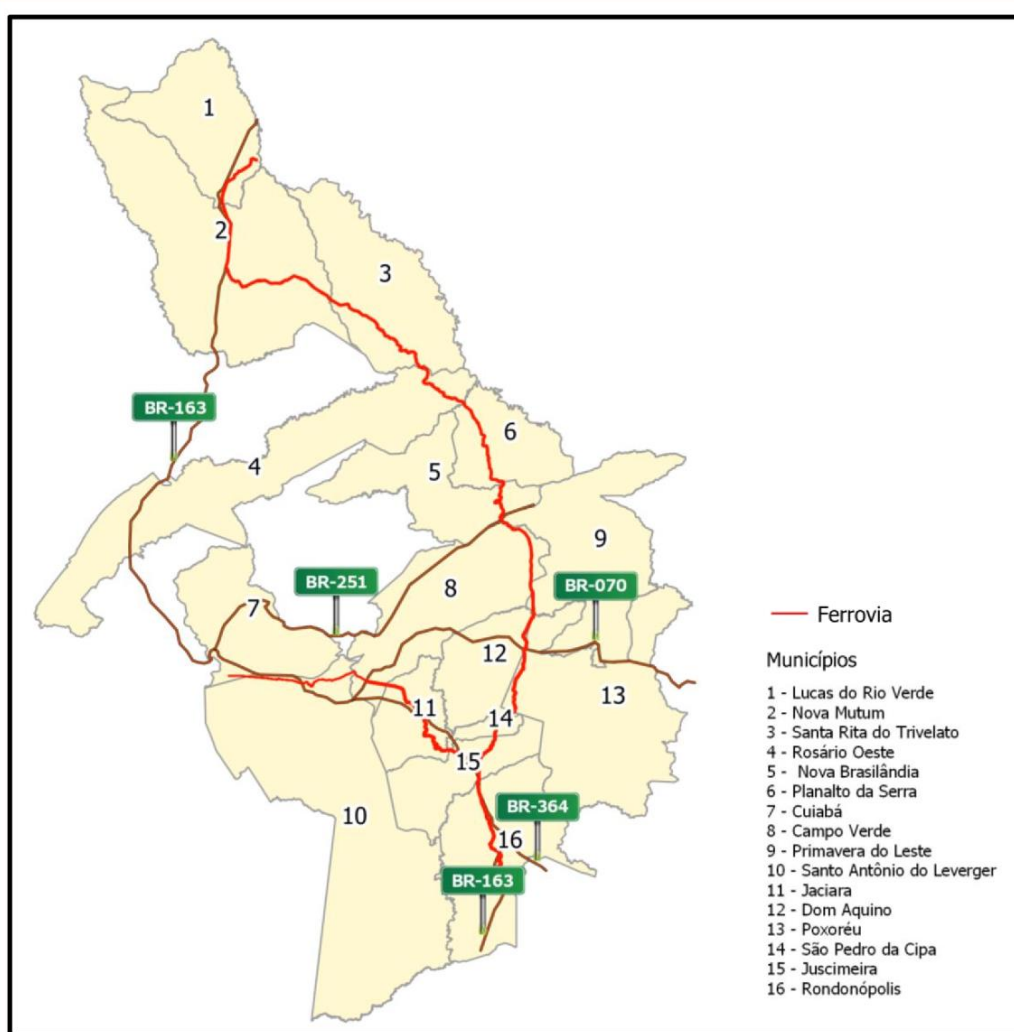 1
2
3
BR-163
6
4
5
9
BR-251
BR-070
8
7
12
13
11
14
15
10
BR-364
16
BR-163
Ferrovia
Municípios
1 - Lucas do Rio Verde
2 - Nova Mutum
3 - Santa Rita do Trivelato
4 - Rosário Oeste
5 - Nova Brasilândia
6 - Planalto da Serra
7 - Cuiabá
8 - Campo Verde
9 - Primavera do Leste
10 - Santo Antônio do Leverger
11 - Jaciara
12 - Dom Aquino
13 - Poxoréu
14 - São Pedro da Cipa
15 - Juscimeira
16 - Rondonópolis